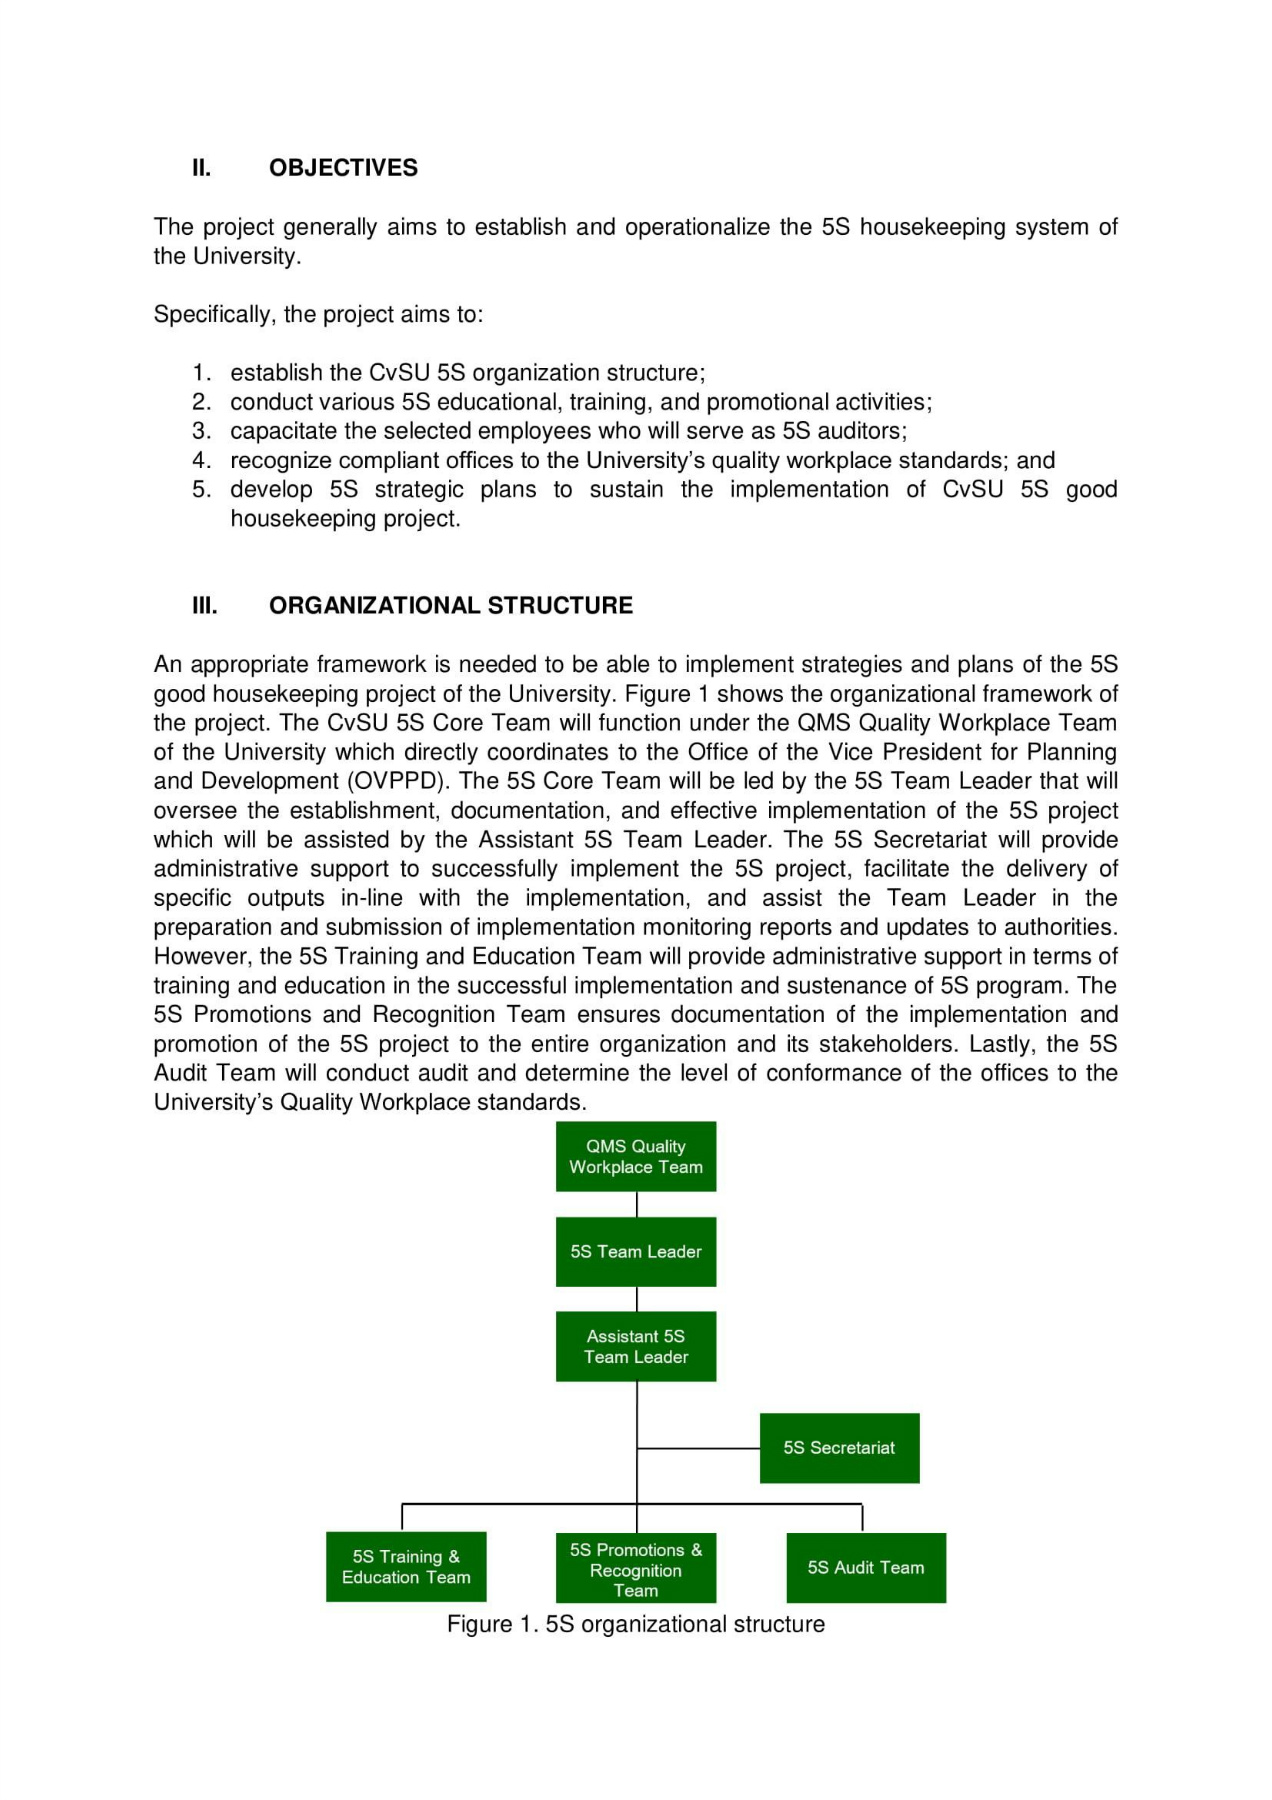 II. OBJECTIVES
The project generally aims to establish and operationalize the 5S housekeeping system of
the University.
Specifically, the project aims to:
1. establish the CvSU 5S organization structure;
2. conduct various 5S educational, training, and promotional activities;
3. capacitate the selected employees who will serve as 5S auditors;
4. recognize compliant offices to the University’s quality workplace standards; and
5. develop 5S strategic plans to sustain the implementation of CvSU 5S good
housekeeping project.
III. ORGANIZATIONAL STRUCTURE
An appropriate framework is needed to be able to implement strategies and plans of the 5S
good housekeeping project of the University. Figure 1 shows the organizational framework of
the project. The CvSU 5S Core Team will function under the QMS Quality Workplace Team
of the University which directly coordinates to the Office of the Vice President for Planning
and Development (OVPPD). The 5S Core Team will be led by the 5S Team Leader that will
oversee the establishment, documentation, and effective implementation of the 5S project
which will be assisted by the Assistant 5S Team Leader. The 5S Secretariat will provide
administrative support to successfully implement the 5S project, facilitate the delivery of
specific outputs in-line with the implementation, and assist the Team Leader in the
preparation and submission of implementation monitoring reports and updates to authorities.
However, the 5S Training and Education Team will provide administrative support in terms of
training and education in the successful implementation and sustenance of 5S program. The
5S Promotions and Recognition Team ensures documentation of the implementation and
promotion of the 5S project to the entire organization and its stakeholders. Lastly, the 5S
Audit Team will conduct audit and determine the level of conformance of the offices to the
University’s Quality Workplace standards.
QMS Quality
Workplace Team
5S Team Leader
Assistant 5S
Team Leader
5S Secretariat
5S Training &
Education Team
5S Promotions &
Recognition
Team
5S Audit Team
Figure 1. 5S organizational structure